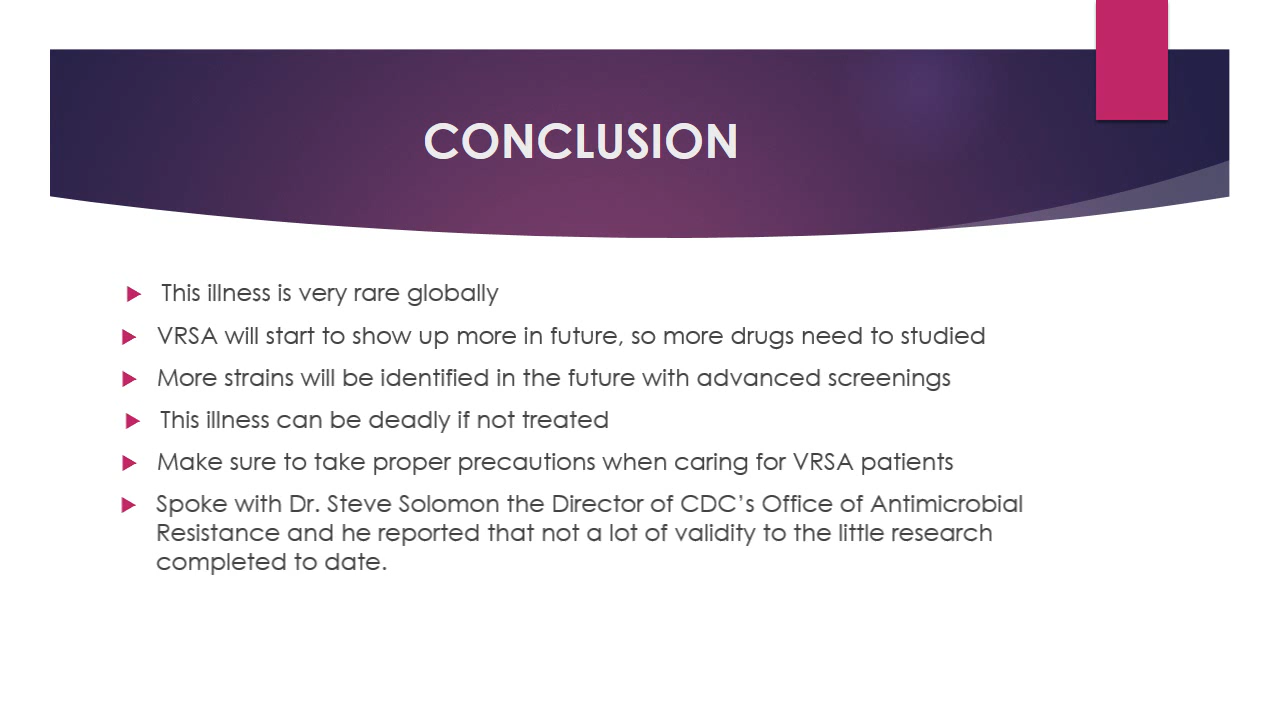 CONCLUSION
This illness is very rare globally
VRSA will start to show up more in future, so more drugs need to studied
More strains will be identified in the future with advanced screenings
This illness can be deadly if not treated
Make sure to take proper precautions when caring for VRSA patients
Spoke with Dr. Steve Solomon the Director of CDC’s Office of Antimicrobial
Resistance and he reported that not a lot of validity to the little research
completed to date.